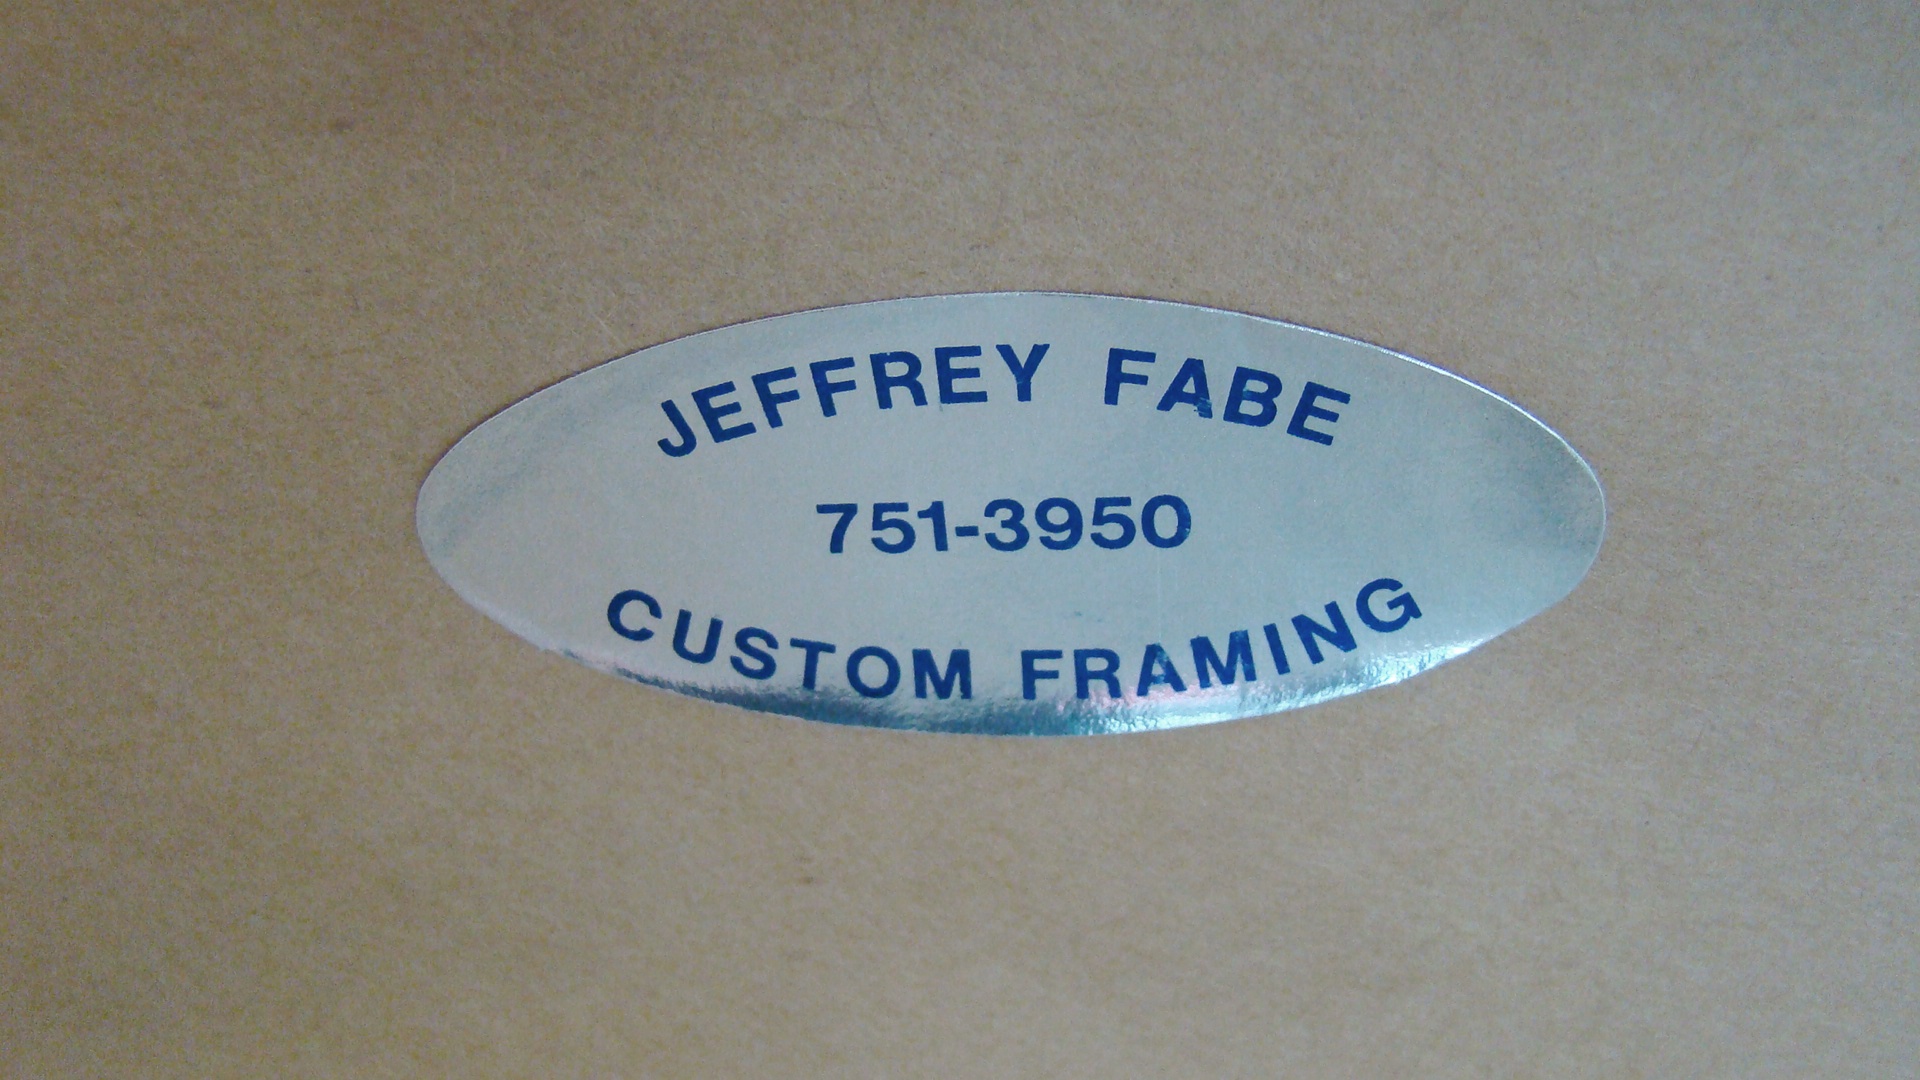 JEFFREY FABE
751-3950
CUSTOM FRAMING